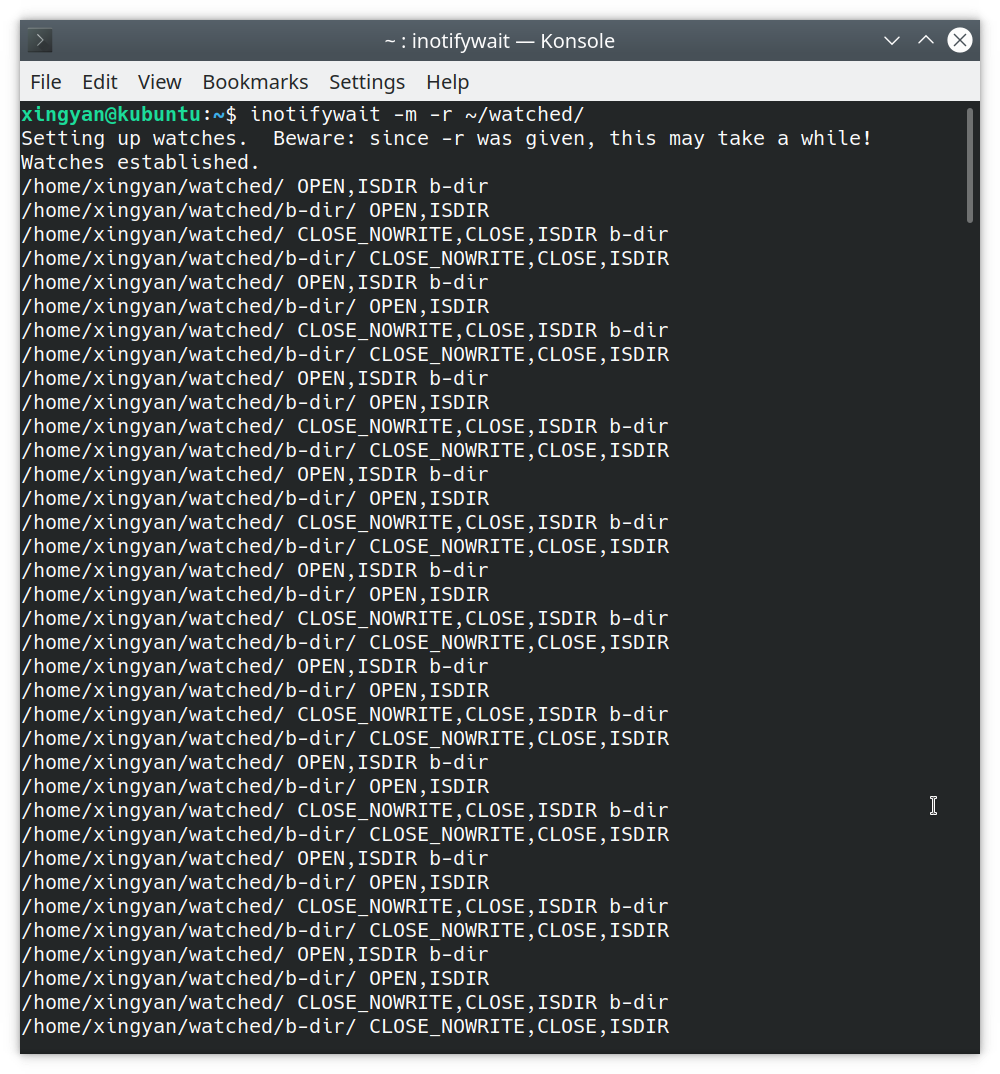 ~ : inotifywait — Konsole
File Edit View Bookmarks Settings Help
xingyan@kubuntu:~$ inotifywait -m -r ~/watched/
Setting up watches.  Beware: since -r was given, this may take a while!
Watches established.
/home/xingyan/watched/ OPEN,ISDIR b-dir
/home/xingyan/watched/b-dir/ OPEN,ISDIR
/home/xingyan/watched/ CLOSE_NOWRITE,CLOSE,ISDIR b-dir
/home/xingyan/watched/b-dir/ CLOSE_NOWRITE,CLOSE,ISDIR
/home/xingyan/watched/ OPEN,ISDIR b-dir
/home/xingyan/watched/b-dir/ OPEN,ISDIR
/home/xingyan/watched/ CLOSE_NOWRITE,CLOSE,ISDIR b-dir
/home/xingyan/watched/b-dir/ CLOSE_NOWRITE,CLOSE,ISDIR
/home/xingyan/watched/ OPEN,ISDIR b-dir
/home/xingyan/watched/b-dir/ OPEN,ISDIR
/home/xingyan/watched/ CLOSE_NOWRITE,CLOSE,ISDIR b-dir
/home/xingyan/watched/b-dir/ CLOSE_NOWRITE,CLOSE,ISDIR
/home/xingyan/watched/ OPEN,ISDIR b-dir
/home/xingyan/watched/b-dir/ OPEN,ISDIR
/home/xingyan/watched/ CLOSE_NOWRITE,CLOSE,ISDIR b-dir
/home/xingyan/watched/b-dir/ CLOSE_NOWRITE,CLOSE,ISDIR
/home/xingyan/watched/ OPEN,ISDIR b-dir
/home/xingyan/watched/b-dir/ OPEN,ISDIR
/home/xingyan/watched/ CLOSE_NOWRITE,CLOSE,ISDIR b-dir
/home/xingyan/watched/b-dir/ CLOSE_NOWRITE,CLOSE,ISDIR
/home/xingyan/watched/ OPEN,ISDIR b-dir
/home/xingyan/watched/b-dir/ OPEN,ISDIR
/home/xingyan/watched/ CLOSE_NOWRITE,CLOSE,ISDIR b-dir
/home/xingyan/watched/b-dir/ CLOSE_NOWRITE,CLOSE,ISDIR
/home/xingyan/watched/ OPEN,ISDIR b-dir
/home/xingyan/watched/b-dir/ OPEN,ISDIR
/home/xingyan/watched/ CLOSE_NOWRITE,CLOSE,ISDIR b-dir
/home/xingyan/watched/b-dir/ CLOSE_NOWRITE,CLOSE,ISDIR
/home/xingyan/watched/ OPEN,ISDIR b-dir
/home/xingyan/watched/b-dir/ OPEN,ISDIR
/home/xingyan/watched/ CLOSE_NOWRITE,CLOSE,ISDIR b-dir
/home/xingyan/watched/b-dir/ CLOSE_NOWRITE,CLOSE,ISDIR
/home/xingyan/watched/ OPEN,ISDIR b-dir
/home/xingyan/watched/b-dir/ OPEN,ISDIR
/home/xingyan/watched/ CLOSE_NOWRITE,CLOSE,ISDIR b-dir
/home/xingyan/watched/b-dir/ CLOSE_NOWRITE,CLOSE,ISDIR